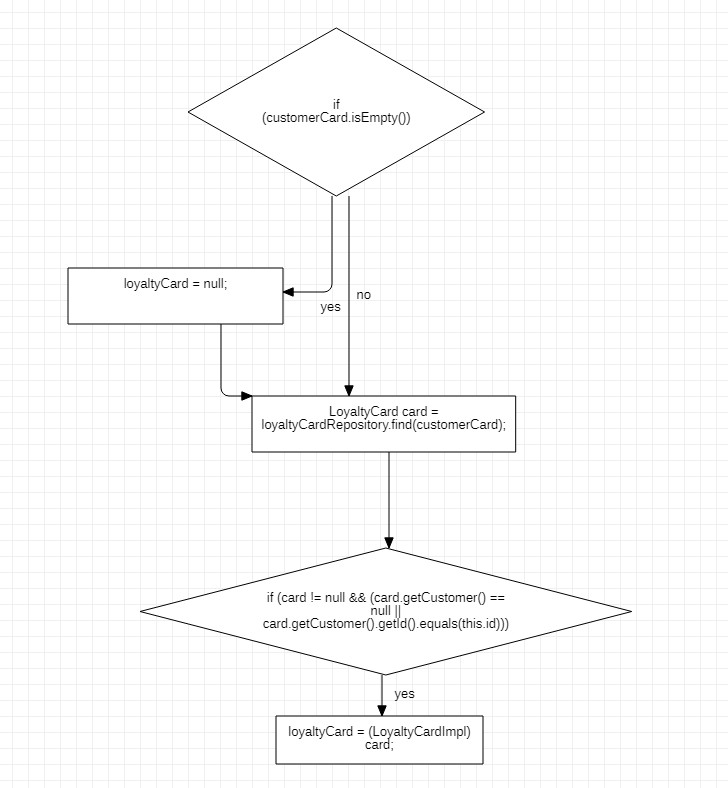 if
(customerCard.isEmpty())
loyaltyCard = null;
yes
no
LoyaltyCard card =
loyaltyCardRepository.find(customerCard);
if (card != null && (card.getCustomer() ==
null ||
card.getCustomer().getId().equals(this.id)))
yes
loyaltyCard = (LoyaltyCardImpl)
card;